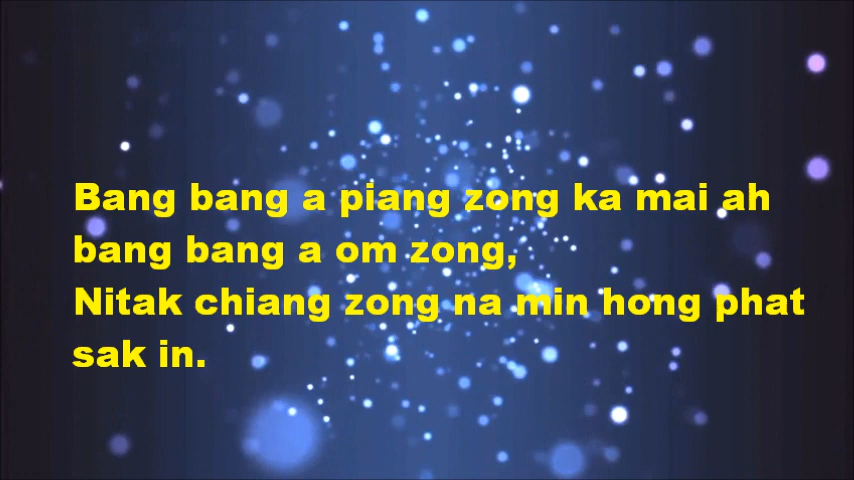 Bang bang a piang zong ka mai ah
bang bang a om zong,
Nitak chiang zong na min hong phat
sak in.